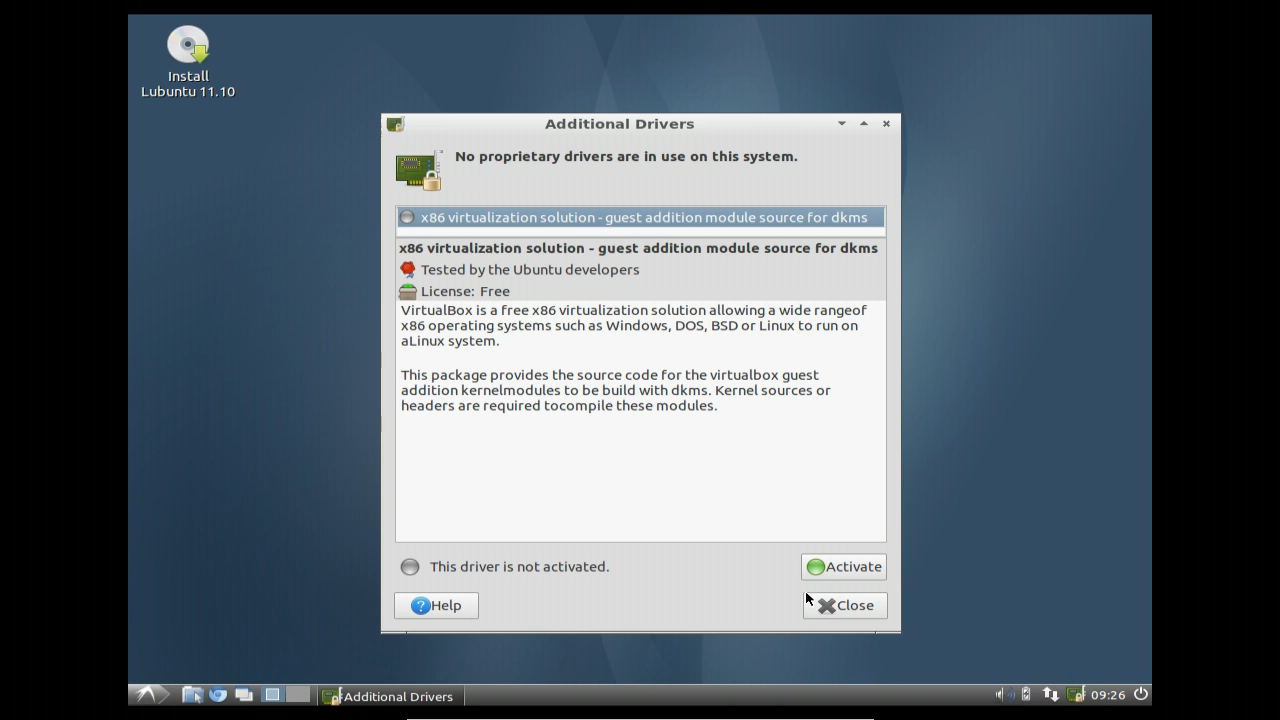 Install
Lubuntu 11.10
Additional Drivers
No proprietary drivers are in use on this system.
x86 virtualization solution - guest addition module source for dkms
x86 virtualization solution - guest addition module source for dkms
Tested by the Ubuntu developers
License: Free
VirtualBox is a free x86 virtualization solution allowing a wide rangeof
x86 operating systems such as Windows, DOS, BSD or Linux to run on
aLinux system.
This package provides the source code for the virtualbox guest
addition kernelmodules to be build with dkms. Kernel sources or
headers are required tocompile these modules.
This driver is not activated.
Activate
Help
Close
Additional Drivers
09:26